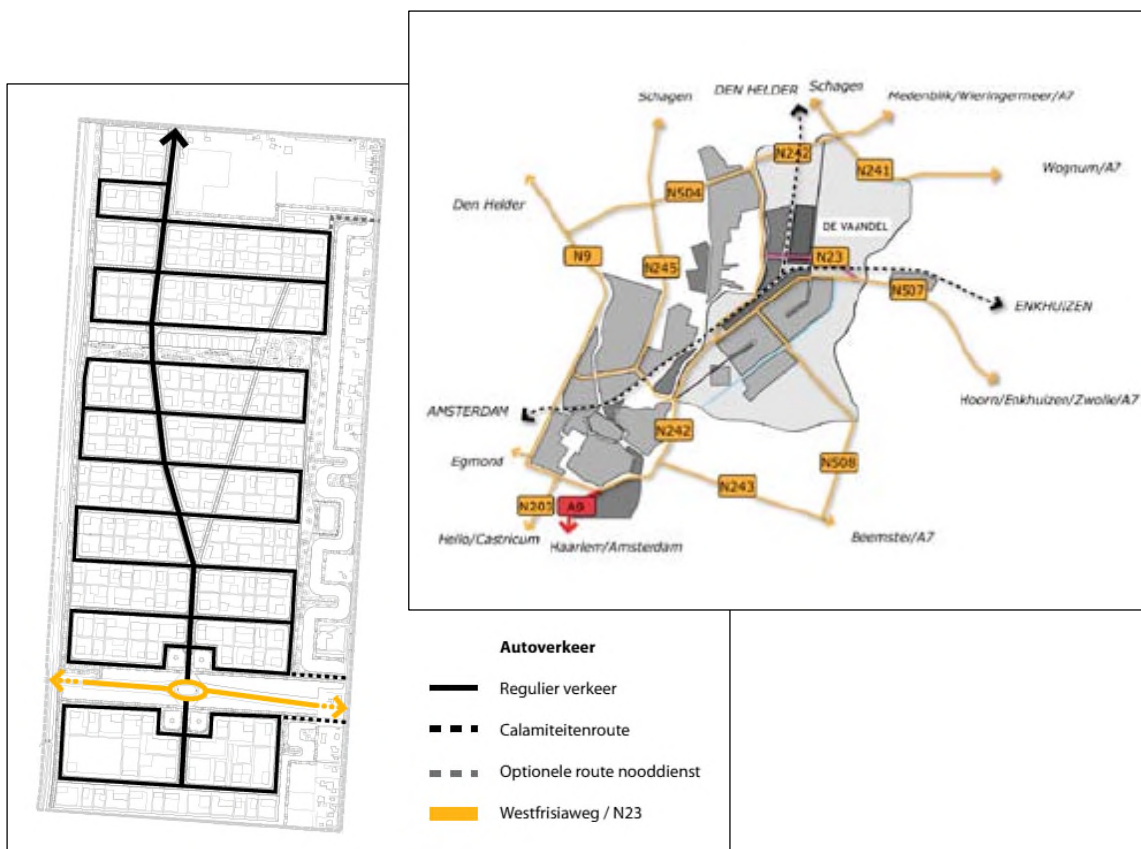 Schagen
DEN HELDER
Schagen
Medenblik/Wieringermeer/A7
N242
N241
Wognum/A7
N504
Den Helder
DE VAANDEL
N9
N23
N245
N507
ENKHUIZEN
AMSTERDAM
Hoorn/Enkhuizen/Zwolle/A7
N242
Egmond
N508
N243
N203
A9
Heilo/Castricum
Haarlem/Amsterdam
Beemster/A7
Autoverkeer
Regulier verkeer
Calamiteitenroute
Optionele route nooddienst
Westfrisiaweg / N23